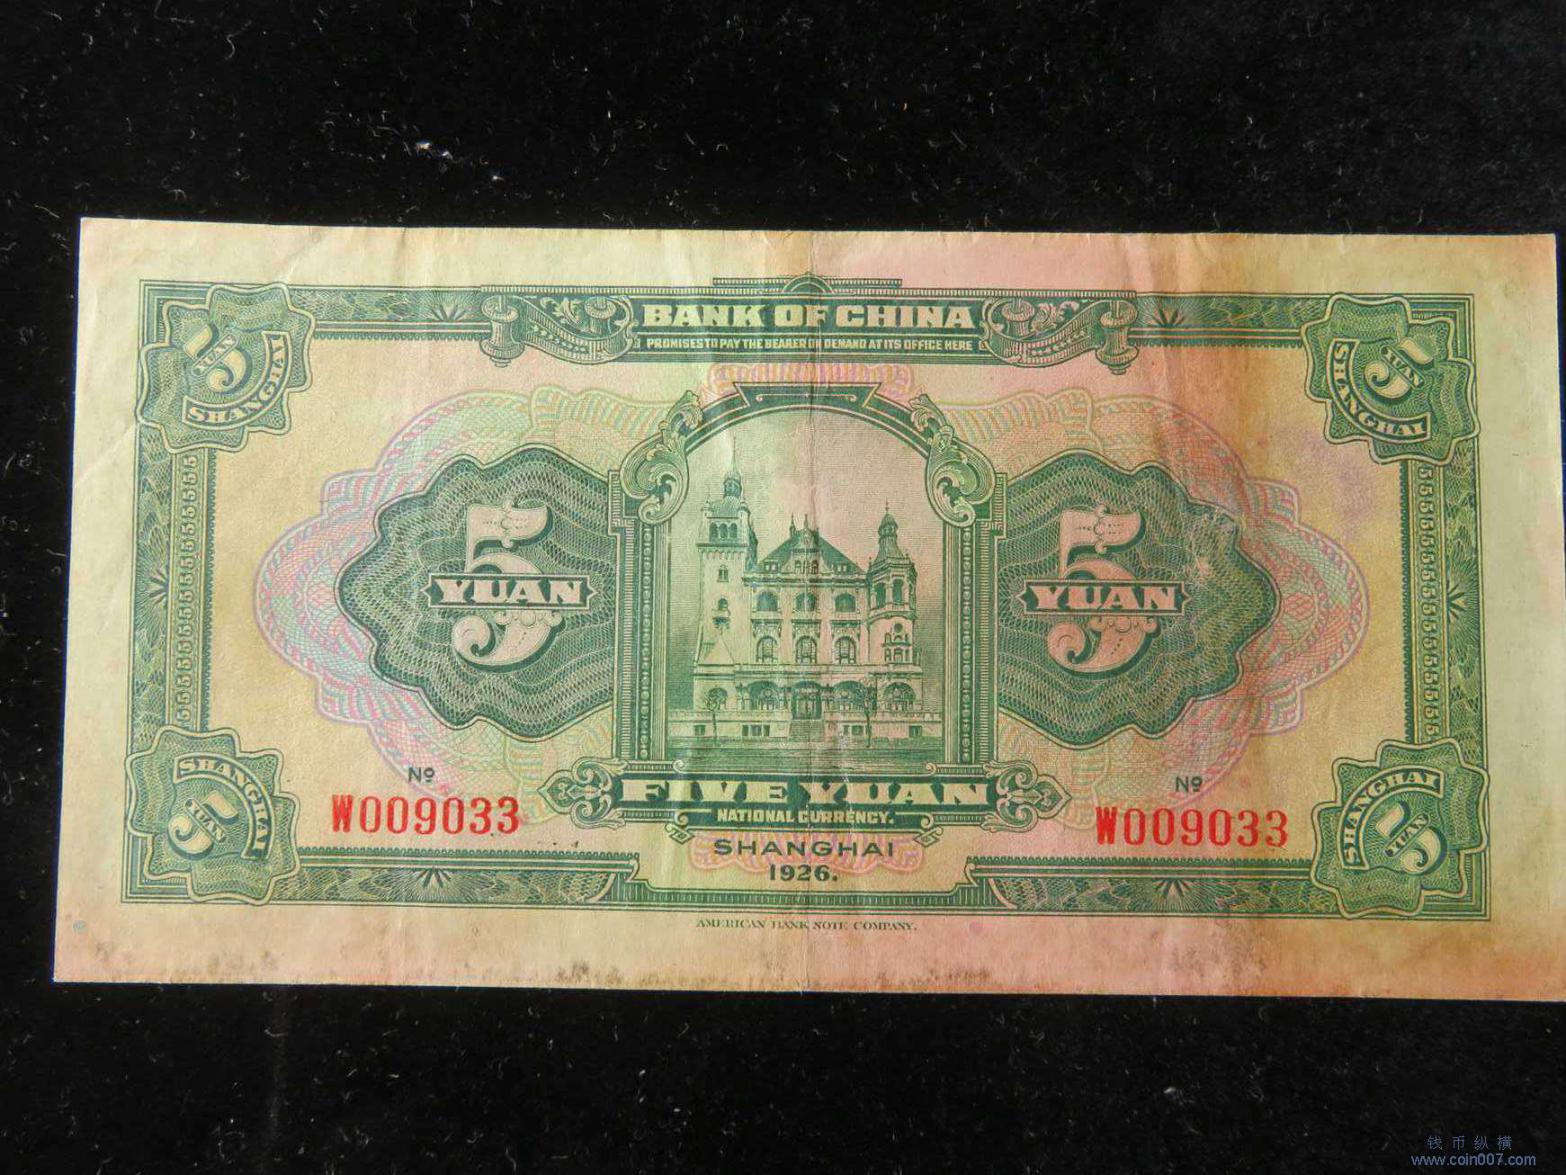 BANK OF CHINA
PROMISES TO PAY THE BEARER ON DEMAND AT ITS OFFICE HERE
5
YUAN
SHANGHAI
5
YUAN
SHANGHAI
5
YUAN
5
YUAN
555555555555555
555555555555555
FIVE YUAN
NATIONAL CURRENCY.
SHANGHAI
1926.
Nº
W009033
Nº
W009033
SHANGHAI
5
YUAN
SHANGHAI
5
YUAN
AMERICAN BANK NOTE COMPANY.
钱币纵横
www.coin007.com